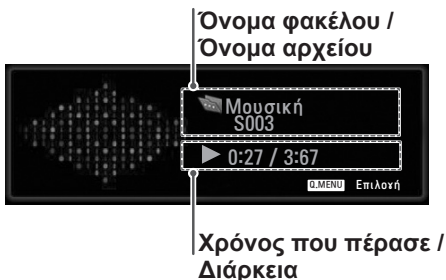 Όνομα φακέλου /
Όνομα αρχείου
Μουσική
S003
0:27 / 3:67
Q.MENU Επιλογή
Χρόνος που πέρασε /
Διάρκεια